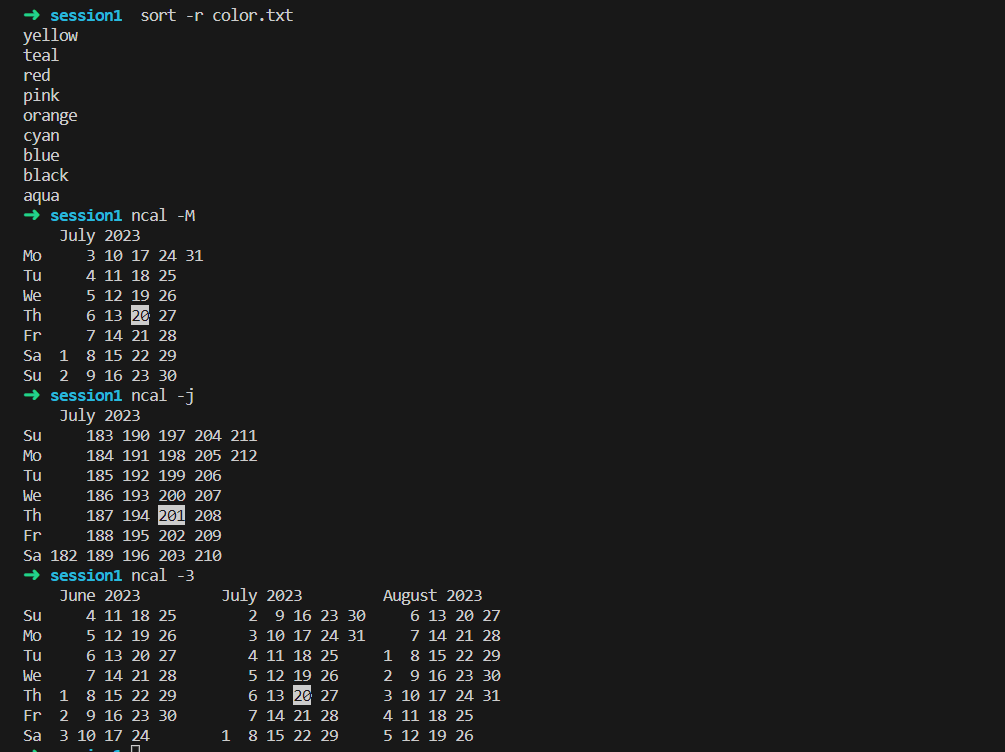 ➜ session1 sort -r color.txt
yellow
teal
red
pink
orange
cyan
blue
black
aqua
➜ session1 ncal -M
    July 2023
Mo     3 10 17 24 31
Tu     4 11 18 25
We     5 12 19 26
Th     6 13 20 27
Fr     7 14 21 28
Sa  1  8 15 22 29
Su  2  9 16 23 30
➜ session1 ncal -j
    July 2023
Su     183 190 197 204 211
Mo     184 191 198 205 212
Tu     185 192 199 206
We     186 193 200 207
Th     187 194 201 208
Fr     188 195 202 209
Sa 182 189 196 203 210
➜ session1 ncal -3
    June 2023         July 2023         August 2023
Su     4 11 18 25        2  9 16 23 30     6 13 20 27
Mo     5 12 19 26        3 10 17 24 31     7 14 21 28
Tu     6 13 20 27        4 11 18 25     1  8 15 22 29
We     7 14 21 28        5 12 19 26     2  9 16 23 30
Th  1  8 15 22 29        6 13 20 27     3 10 17 24 31
Fr  2  9 16 23 30        7 14 21 28     4 11 18 25
Sa  3 10 17 24        1  8 15 22 29     5 12 19 26